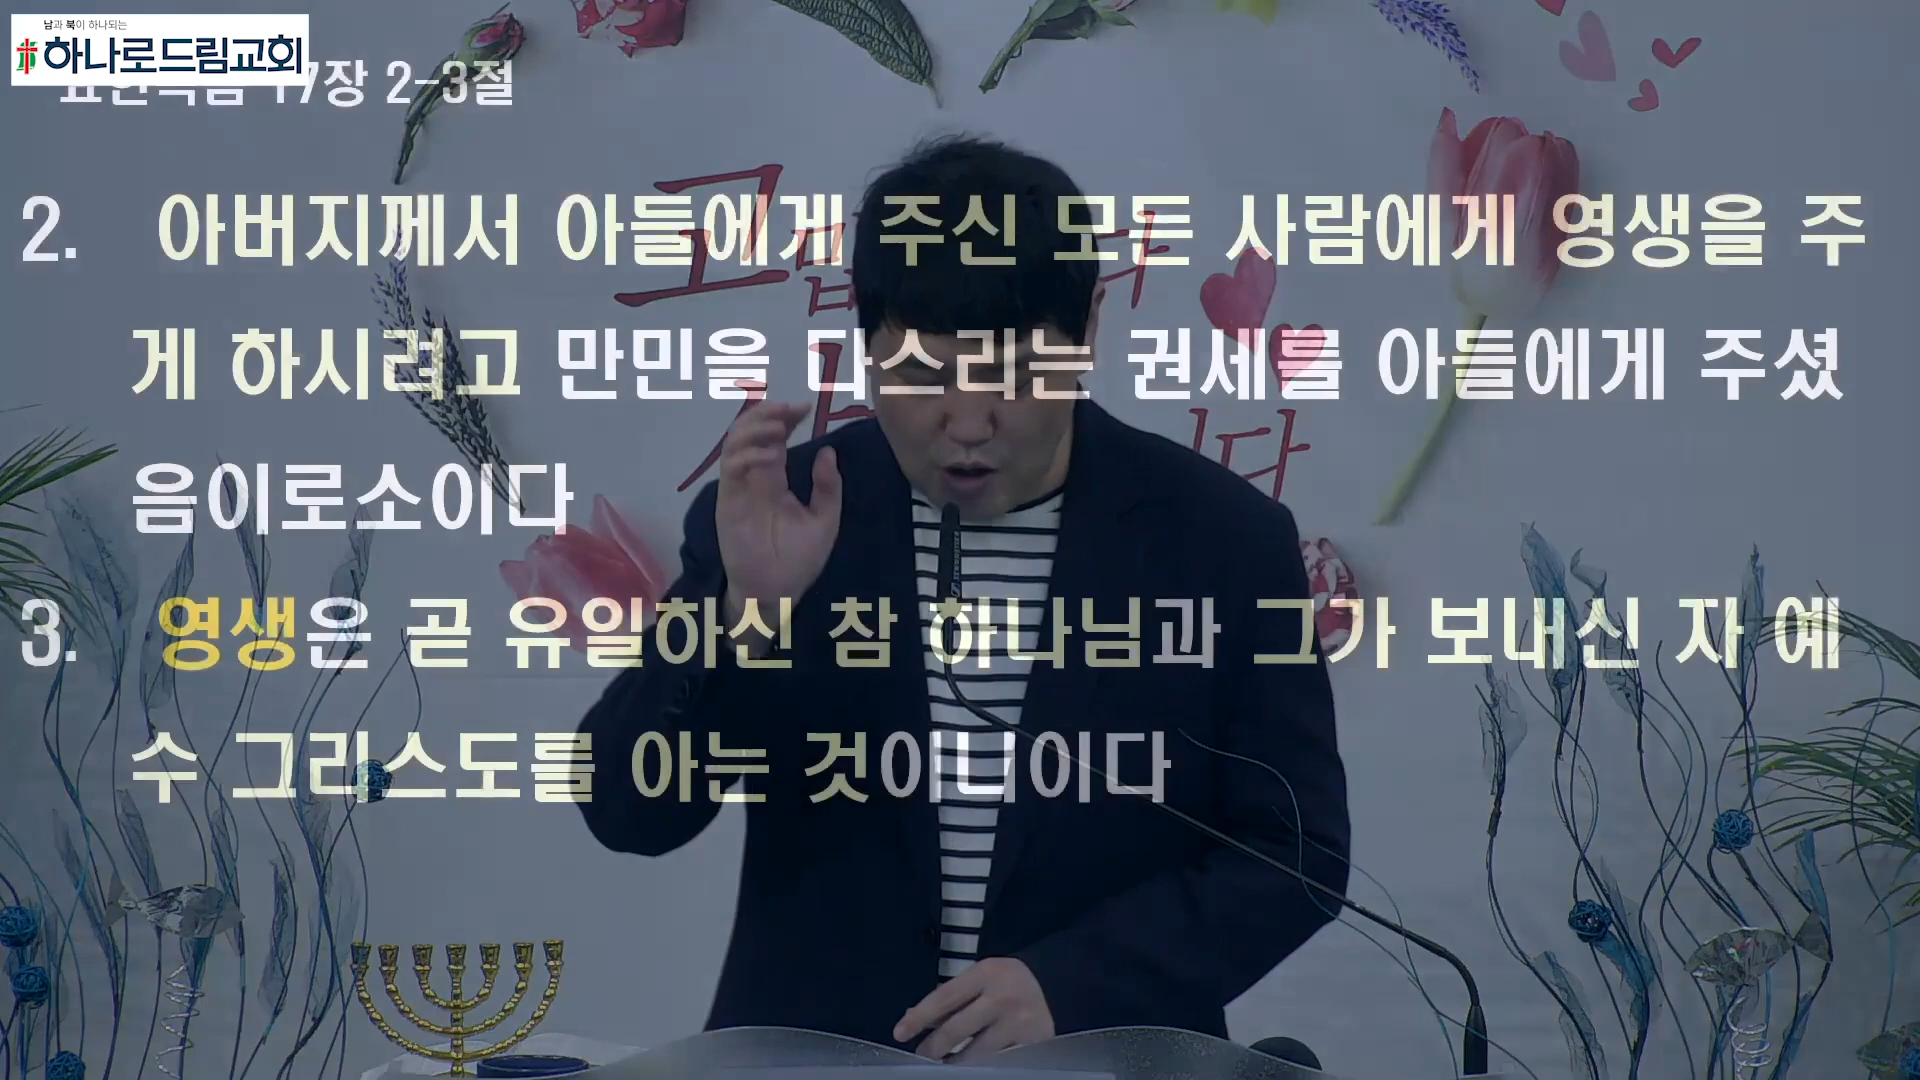 남과 북이 하나되는
하나로드림교회
요한복음 17장 2-3절
2. 아버지께서 아들에게 주신 모든 사람에게 영생을 주
게 하시려고 만민을 다스리는 권세를 아들에게 주셨
음이로소이다
3. 영생은 곧 유일하신 참 하나님과 그가 보내신 자 예
수 그리스도를 아는 것이니이다